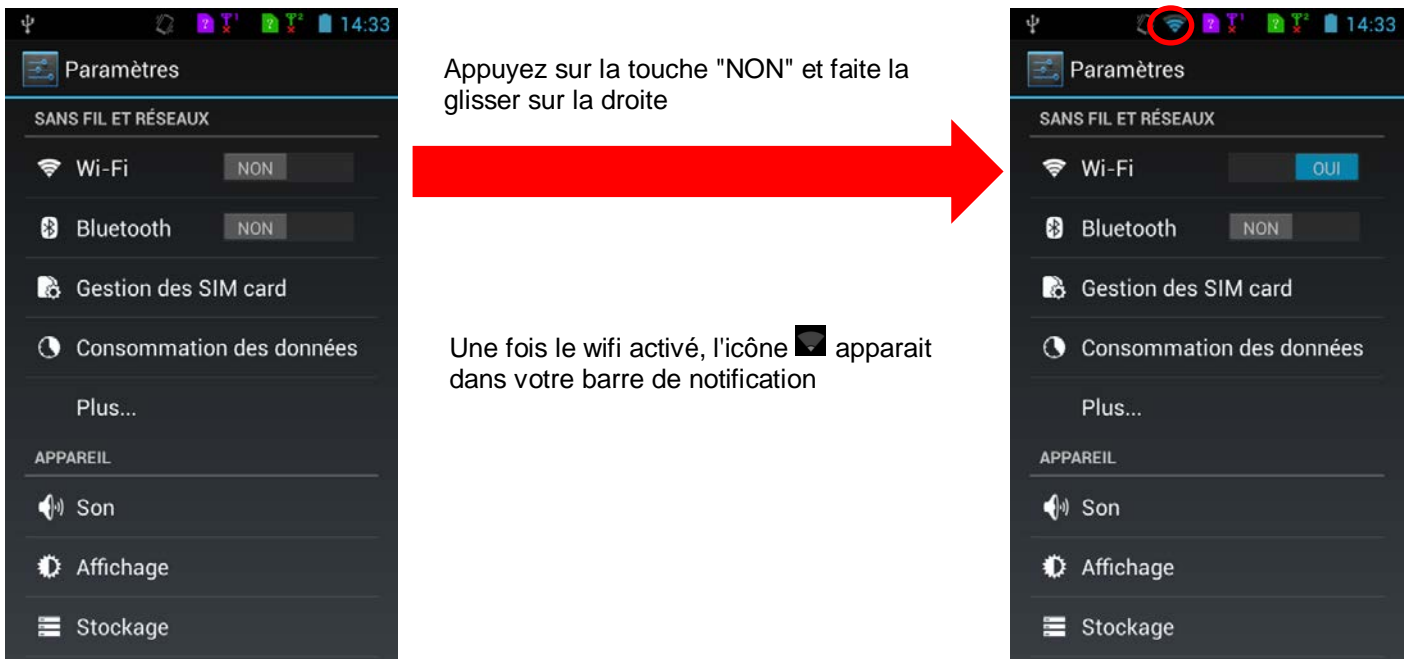 14:33
Paramètres
SANS FIL ET RÉSEAUX
Wi-Fi NON
Bluetooth NON
Gestion des SIM card
Consommation des données
Plus...
APPAREIL
Son
Affichage
Stockage
Appuyez sur la touche "NON" et faite la
glisser sur la droite
Une fois le wifi activé, l'icône apparait
dans votre barre de notification
14:33
Paramètres
SANS FIL ET RÉSEAUX
Wi-Fi OUI
Bluetooth NON
Gestion des SIM card
Consommation des données
Plus...
APPAREIL
Son
Affichage
Stockage